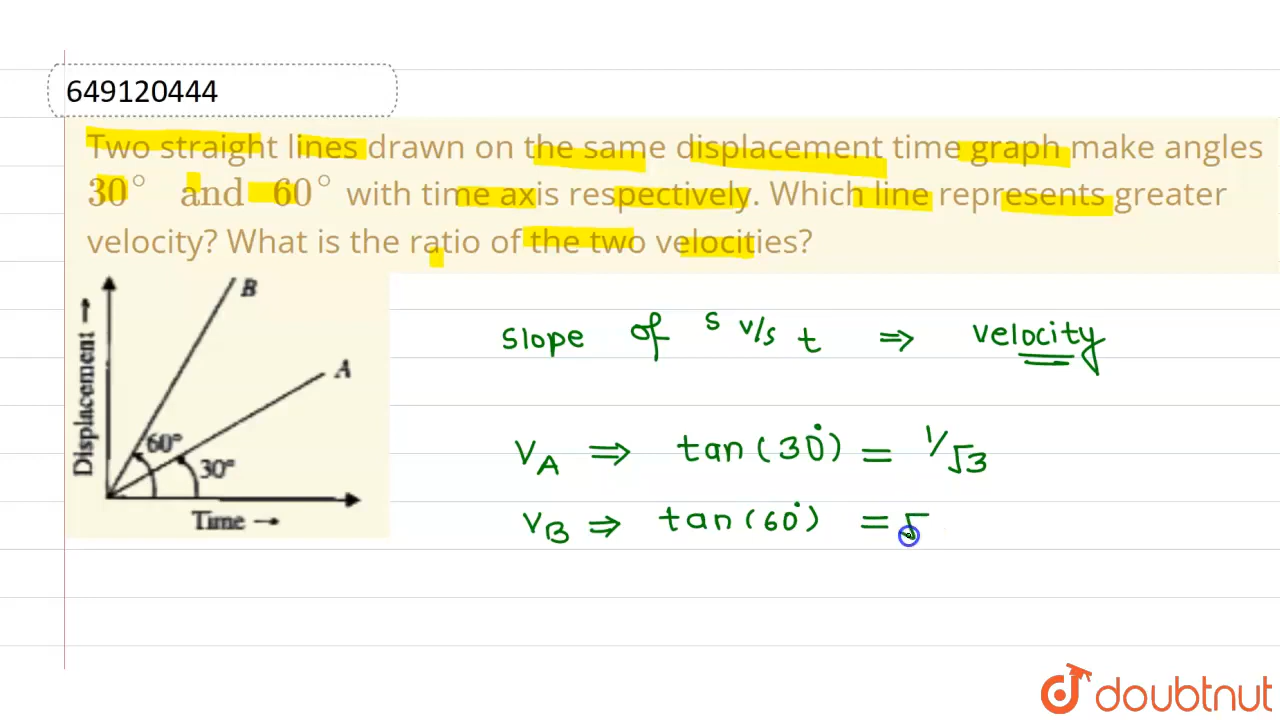 649120444
Two straight lines drawn on the same displacement time graph make angles
30° and 60° with time axis respectively. Which line represents greater
velocity? What is the ratio of the two velocities?
B
A
Displacement →
60°
30°
Time →
Slope of s v/s t ⇒ velocity
V_A ⇒ tan(30°) = 1/√3
V_B ⇒ tan(60°) = √
doubtnut